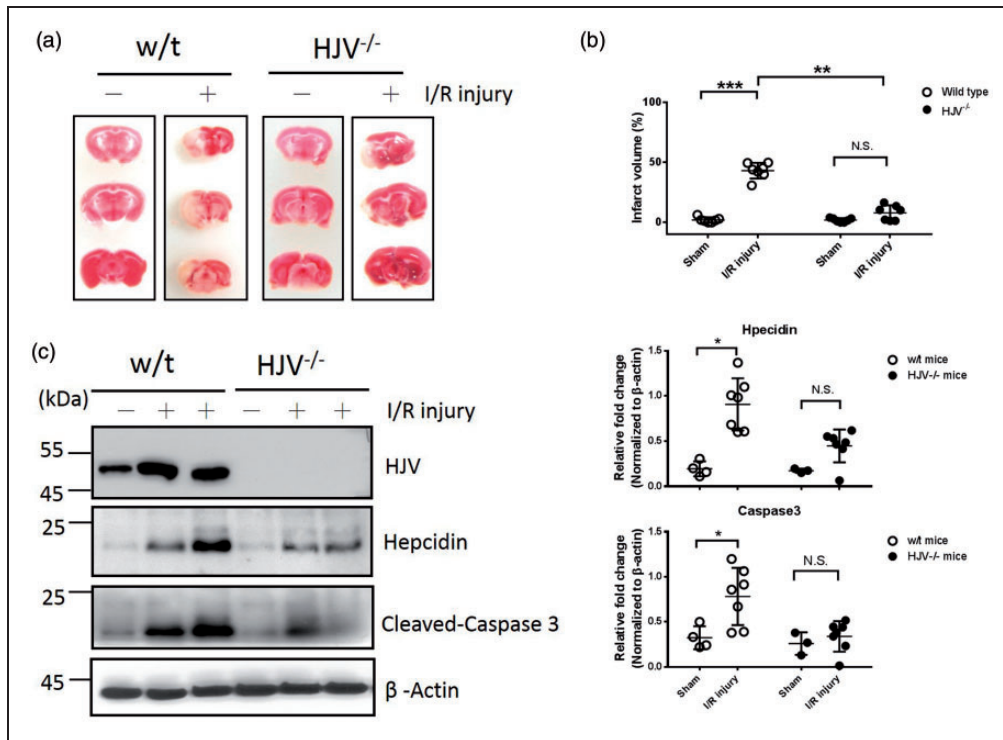 (a)
w/t HJV-/-
− + − + I/R injury
(b)
*** **
Wild type
HJV-/-
N.S.
Infarct volume (%)
100
50
0
Sham I/R injury Sham I/R injury
(c)
w/t HJV-/-
(kDa)
− + + − + + I/R injury
55
45
HJV
25
Hepcidin
25
Cleaved-Caspase 3
45
β -Actin
Hpecidin
* N.S.
w/t mice
HJV-/- mice
Relative fold change
(Normalized to β-actin)
1.5
1.0
0.5
0.0
Caspase3
* N.S.
w/t mice
HJV-/- mice
Relative fold change
(Normalized to β-actin)
1.5
1.0
0.5
0.0
Sham I/R injury Sham I/R injury